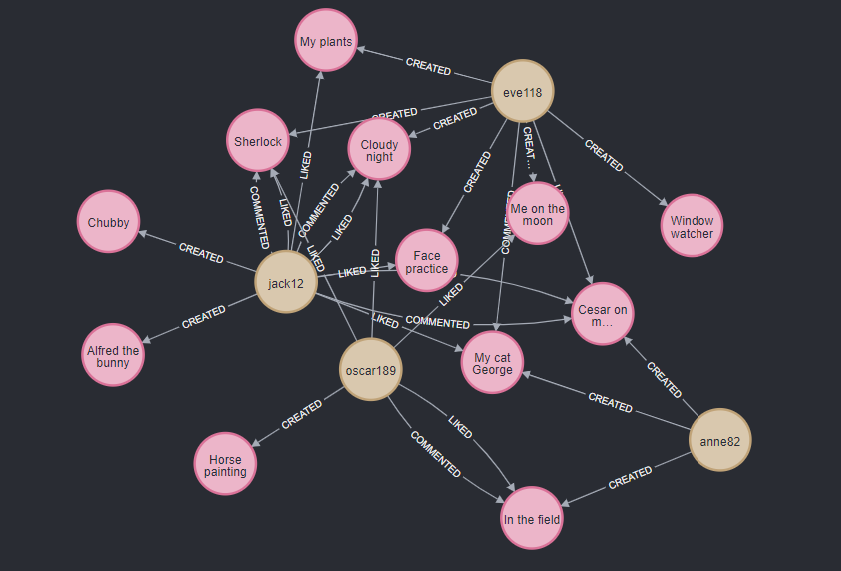 My plants
CREATED
eve118
CREATED
CREATED
Sherlock
Cloudy
night
CREAT...
CREATED
CREATED
LIKED
COMMENTED
LIKED
COMMENTED
LIKED
Me on the
moon
Window
watcher
Chubby
CREATED
LIKED
LIKED
Face
practice
jack12
LIKED
LIKED
Cesar on
m...
CREATED
LIKED
COMMENTED
Alfred the
bunny
My cat
George
oscar189
CREATED
CREATED
CREATED
LIKED
COMMENTED
anne82
Horse
painting
CREATED
In the field